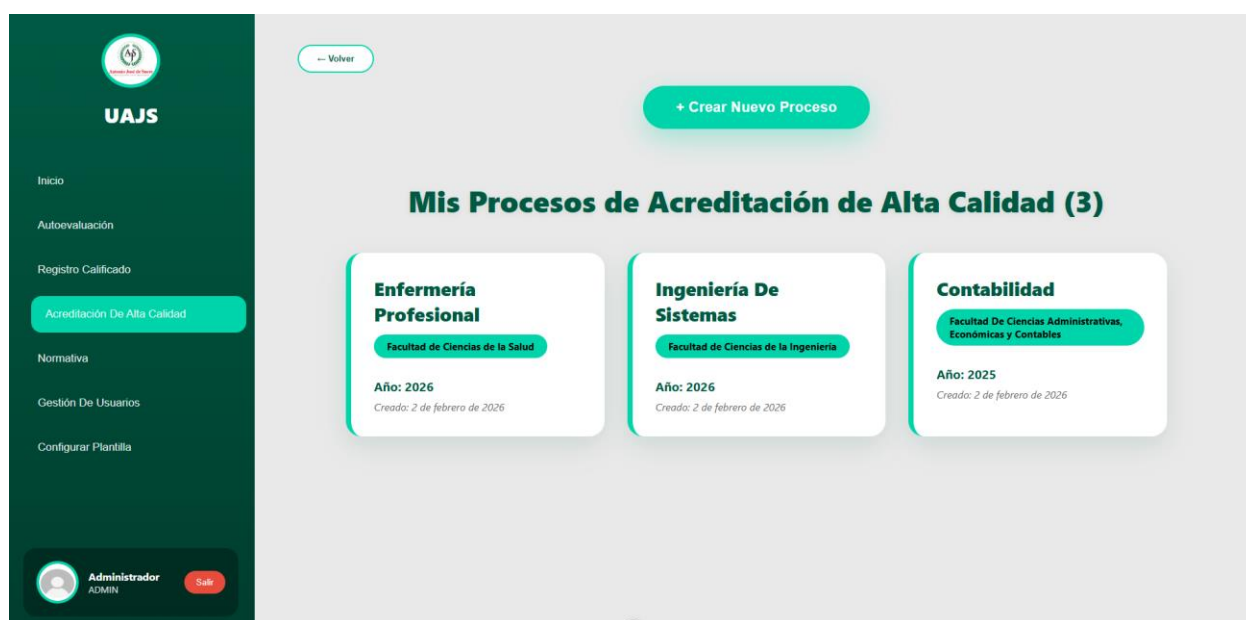 UAJS
Inicio
Autoevaluación
Registro Calificado
Acreditación De Alta Calidad
Normativa
Gestión De Usuarios
Configurar Plantilla
Administrador
ADMIN
Salir
← Volver
+ Crear Nuevo Proceso
Mis Procesos de Acreditación de Alta Calidad (3)
Enfermería
Profesional
Facultad de Ciencias de la Salud
Año: 2026
Creado: 2 de febrero de 2026
Ingeniería De
Sistemas
Facultad de Ciencias de la Ingeniería
Año: 2026
Creado: 2 de febrero de 2026
Contabilidad
Facultad De Ciencias Administrativas,
Económicas y Contables
Año: 2025
Creado: 2 de febrero de 2026